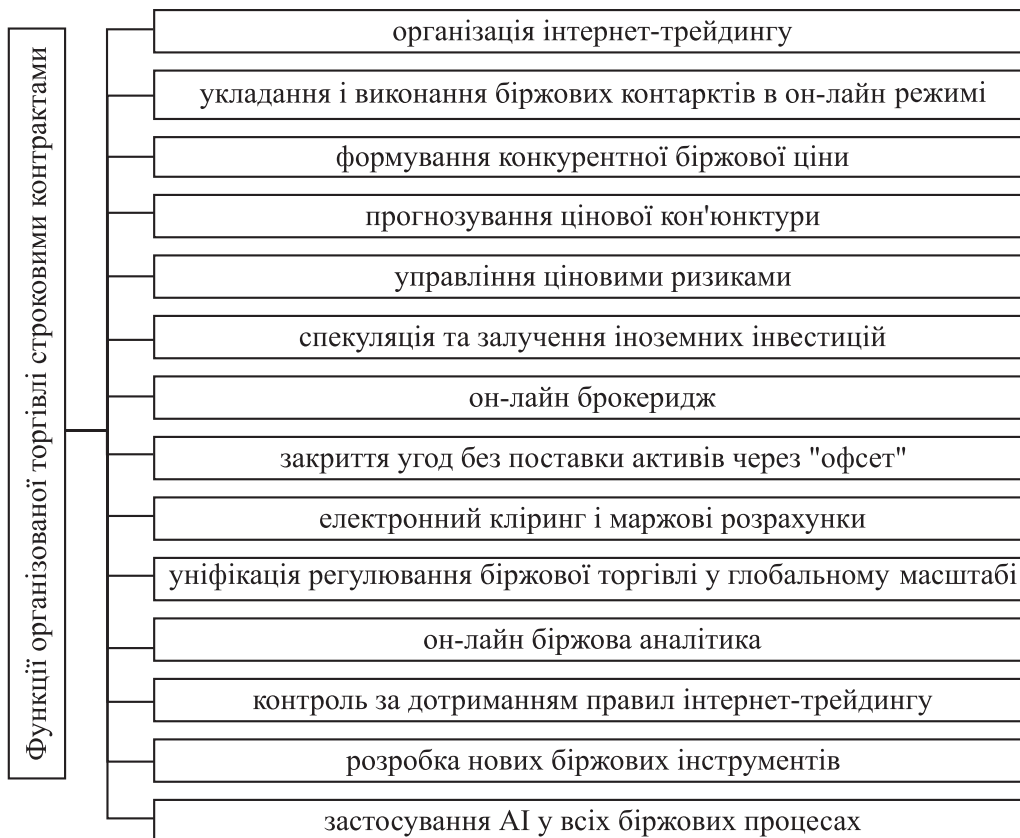 Функції організованої торгівлі строковими контрактами
організація інтернет-трейдингу
укладання і виконання біржових контарктів в он-лайн режимі
формування конкурентної біржової ціни
прогнозування цінової кон'юнктури
управління ціновими ризиками
спекуляція та залучення іноземних інвестицій
он-лайн брокеридж
закриття угод без поставки активів через "офсет"
електронний кліринг і маржові розрахунки
уніфікація регулювання біржової торгівлі у глобальному масштабі
он-лайн біржова аналітика
контроль за дотриманням правил інтернет-трейдингу
розробка нових біржових інструментів
застосування AI у всіх біржових процесах